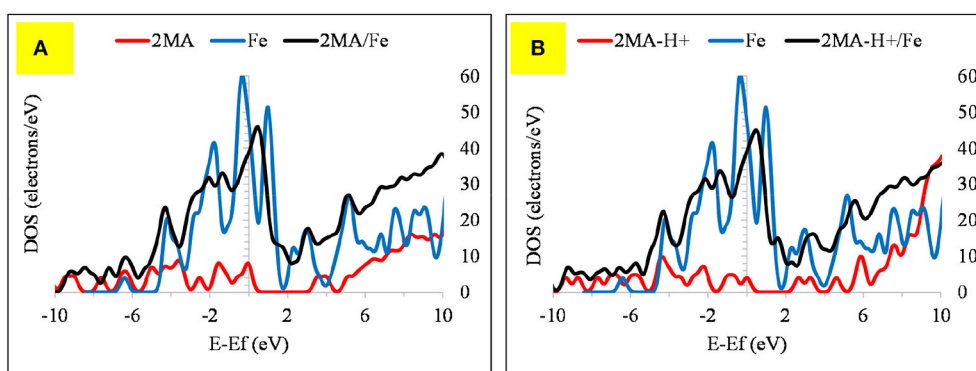 A
2MA Fe 2MA/Fe
60
50
40
30
20
10
0
DOS (electrons/eV)
-10 -6 -2 2 6 10
E-Ef (eV)
B
2MA-H+ Fe 2MA-H+/Fe
60
50
40
30
20
10
0
DOS (electrons/eV)
-10 -6 -2 2 6 10
E-Ef (eV)